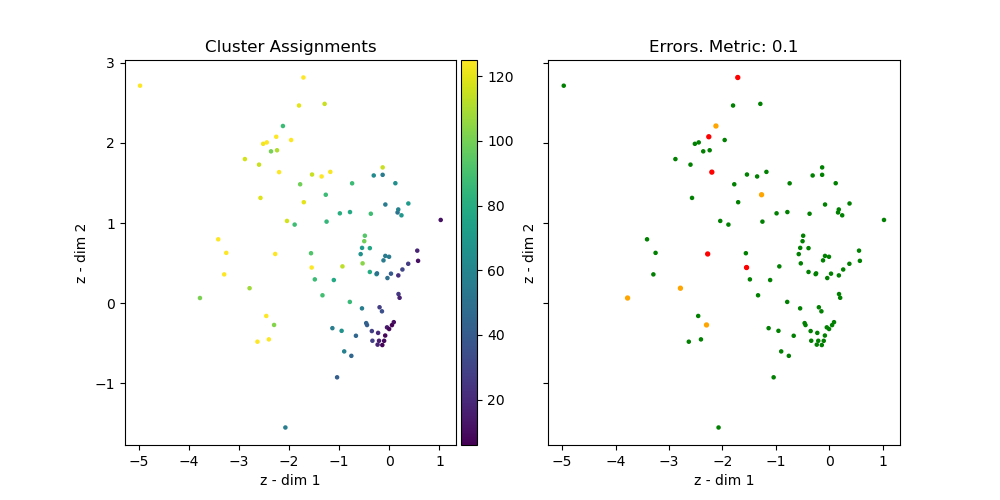 Cluster Assignments
3
2
1
0
−1
z - dim 2
−5 −4 −3 −2 −1 0 1
z - dim 1
120
100
80
60
40
20
Errors. Metric: 0.1
z - dim 2
−5 −4 −3 −2 −1 0 1
z - dim 1